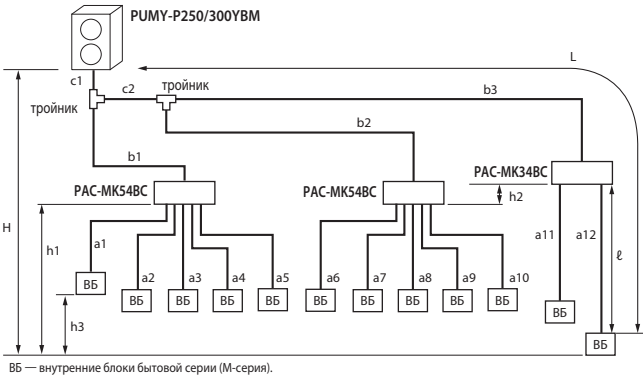 PUMY-P250/300YBM
L
c1
c2
тройник
b3
тройник
b2
b1
PAC-MK34BC
PAC-MK54BC
PAC-MK54BC
h2
H
h1
a1
a11
a12
ℓ
a2
a3
a4
a5
a6
a7
a8
a9
a10
ВБ
ВБ
ВБ
ВБ
ВБ
ВБ
ВБ
ВБ
ВБ
ВБ
ВБ
h3
ВБ
ВБ — внутренние блоки бытовой серии (М-серия).